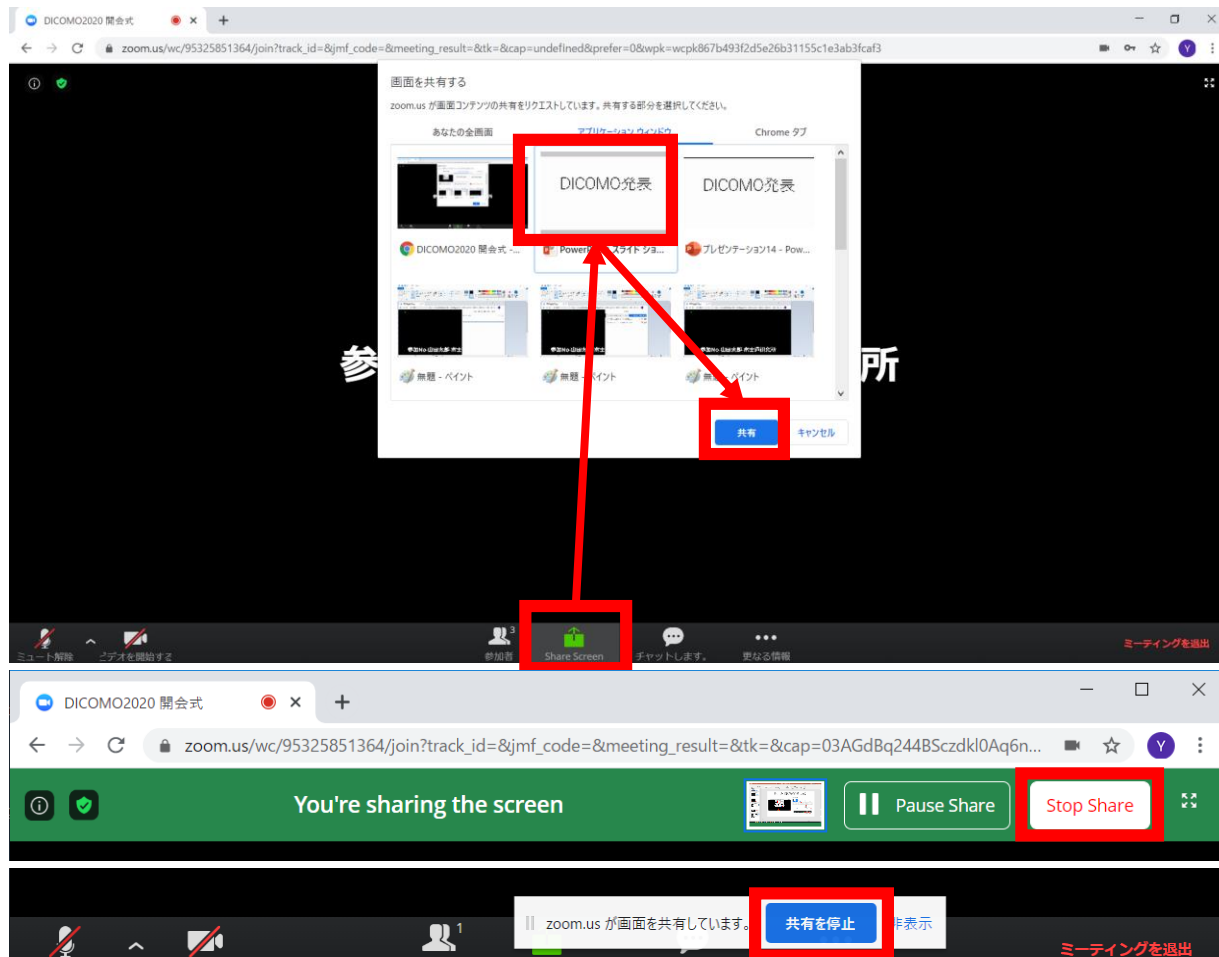 DICOMO2020 開会式
zoom.us/wc/95325851364/join?track_id=&jmf_code=&meeting_result=&tk=&cap=undefined&prefer=0&wpk=wcpk867b493f2d5e26b31155c1e3ab3fcaf3
Y
画面を共有する
zoom.us が画面コンテンツの共有をリクエストしています。共有する部分を選択してください。
あなたの全画面 アプリケーション ウィンドウ Chrome タブ
DICOMO発表 DICOMO発表
DICOMO2020 開会式 -... スライド ショ... プレゼンテーション14 - Pow...
参 所
無題 - ペイント 無題 - ペイント 無題 - ペイント
共有 キャンセル
3
ミュート解除 ビデオを開始する 参加者 Share Screen チャットします。 更なる情報 ミーティングを退出
DICOMO2020 開会式
zoom.us/wc/95325851364/join?track_id=&jmf_code=&meeting_result=&tk=&cap=03AGdBq244BSczdkl0Aq6n...
Y
You're sharing the screen Pause Share Stop Share
1
zoom.us が画面を共有しています。 共有を停止 非表示
ミーティングを退出